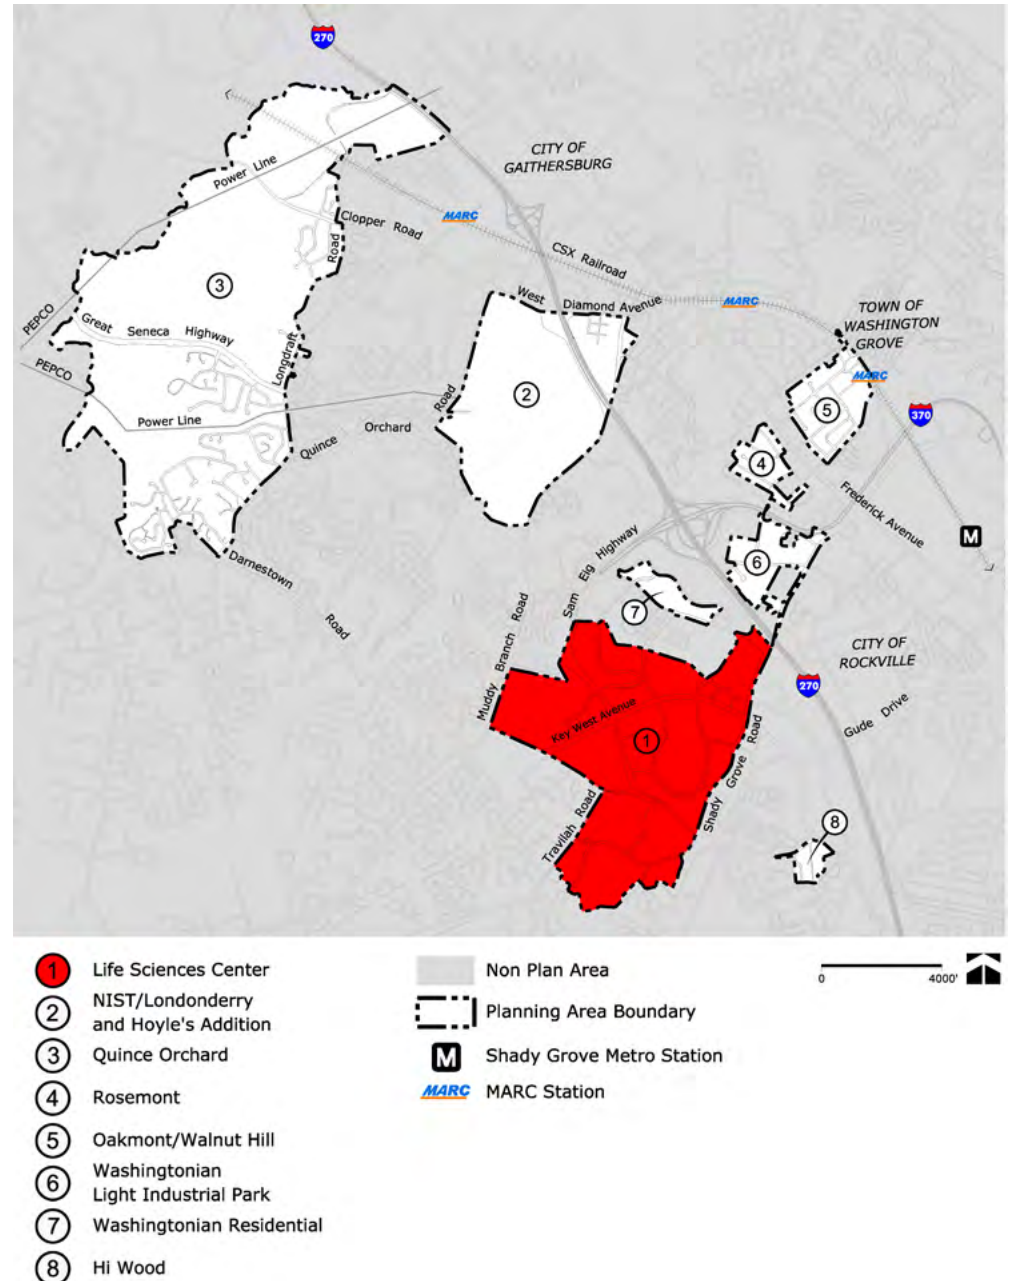 270
CITY OF
GAITHERSBURG
Power Line
MARC
Clopper Road
Road
CSX Railroad
3
PEPCO
West Diamond Avenue
MARC
TOWN OF
WASHINGTON
GROVE
Great Seneca Highway
Longdraft
PEPCO
MARC
2
Road
5
370
Power Line
Quince Orchard
4
Frederick Avenue
M
Darnestown
Road
Sam Eig Highway
6
7
Muddy Branch Road
CITY OF
ROCKVILLE
270
Key West Avenue
1
Gude Drive
Shady Grove Road
Travilah Road
8
1 Life Sciences Center
2 NIST/Londonderry
and Hoyle's Addition
3 Quince Orchard
4 Rosemont
5 Oakmont/Walnut Hill
6 Washingtonian
Light Industrial Park
7 Washingtonian Residential
8 Hi Wood
Non Plan Area
Planning Area Boundary
M Shady Grove Metro Station
MARC MARC Station
0 4000'